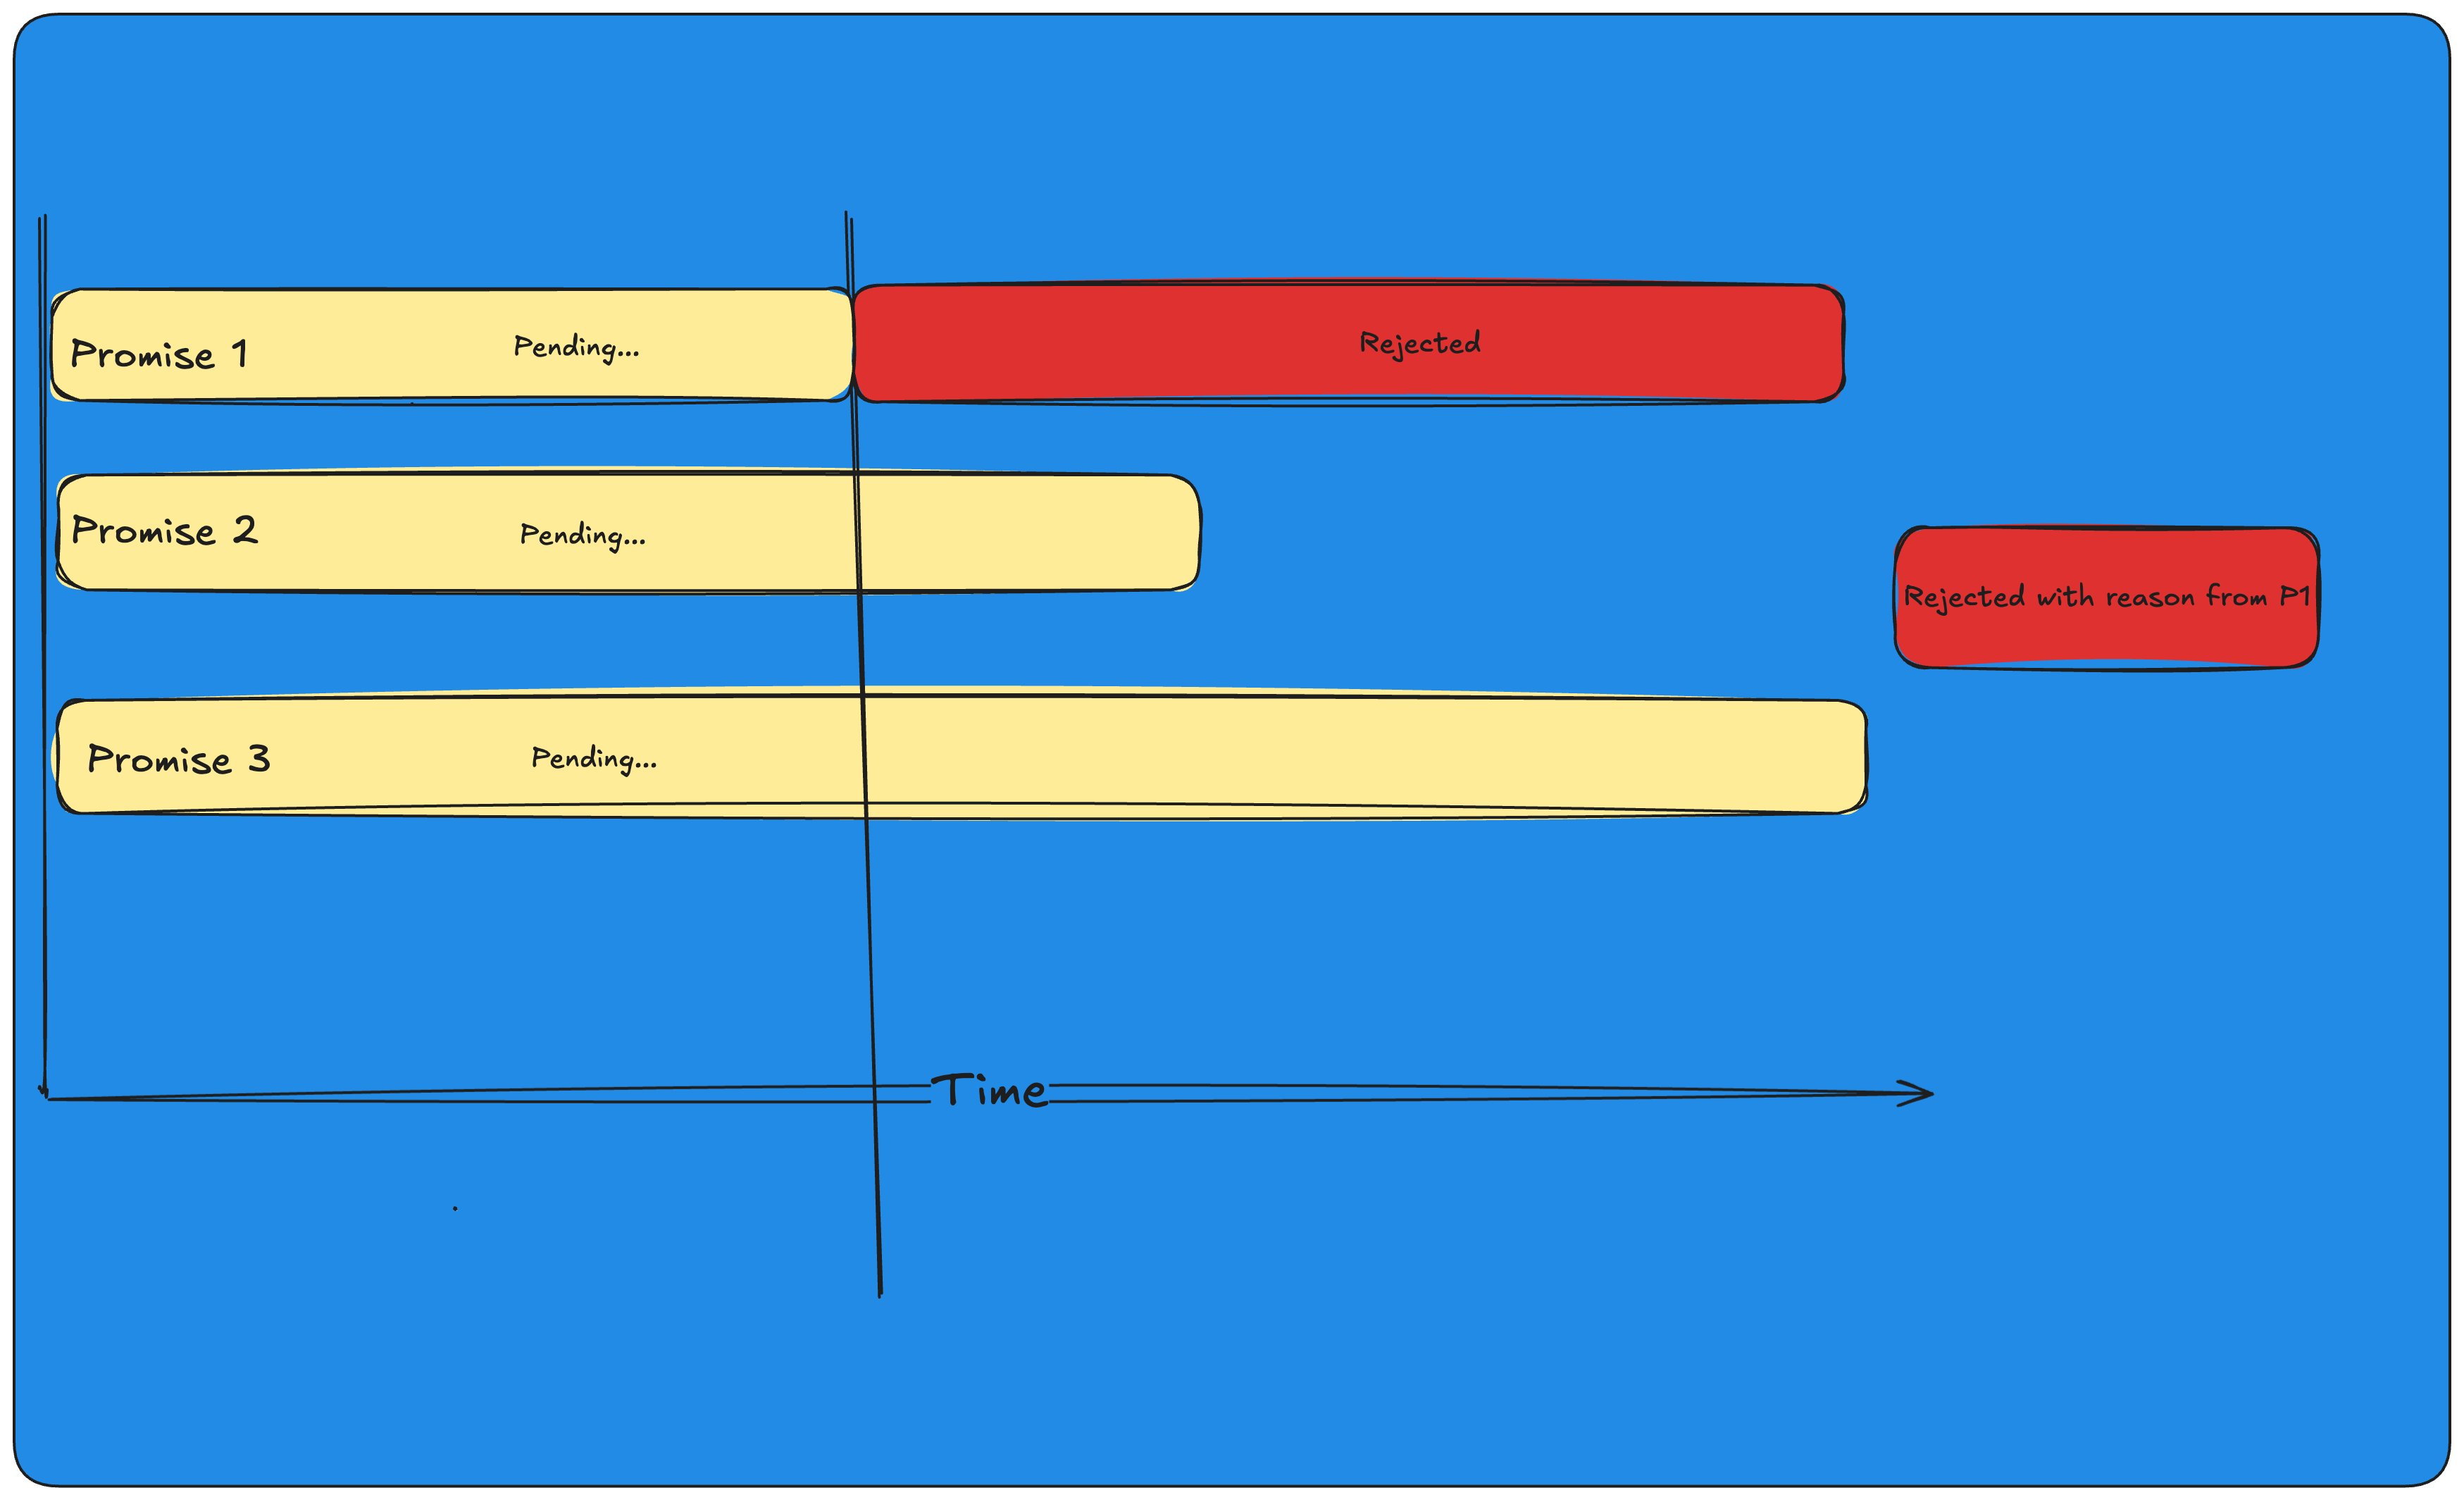 Promise 1
Pending...
Rejected
Promise 2
Pending...
Rejected with reason from P1
Promise 3
Pending...
Time